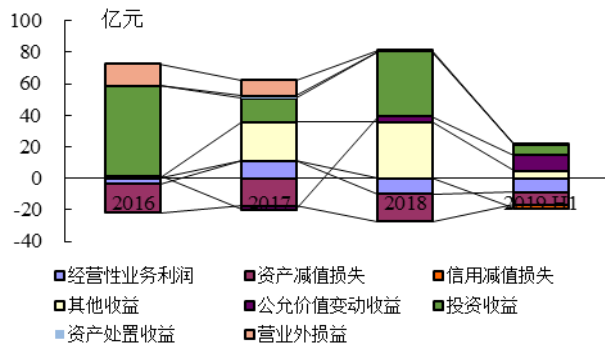 亿元
100
80
60
40
20
0
-20
-40
2016
2017
2018
2019.H1
经营性业务利润
资产减值损失
信用减值损失
其他收益
公允价值变动收益
投资收益
资产处置收益
营业外损益